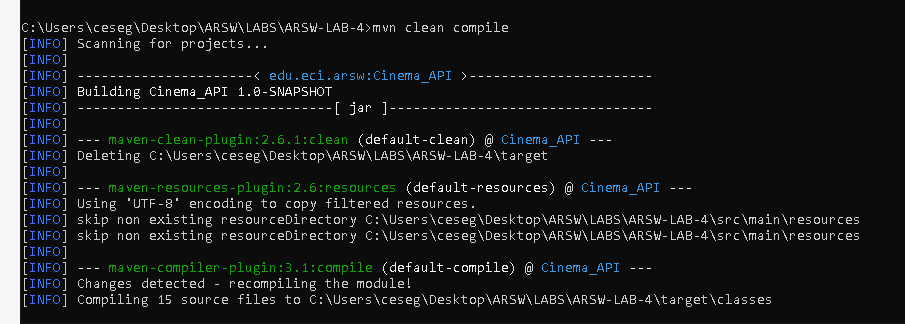 C:\Users\ceseg\Desktop\ARSW\LABS\ARSW-LAB-4>mvn clean compile
[INFO] Scanning for projects...
[INFO]
[INFO] ----------------------< edu.eci.arsw:Cinema_API >-----------------------
[INFO] Building Cinema_API 1.0-SNAPSHOT
[INFO] --------------------------------[ jar ]---------------------------------
[INFO]
[INFO] --- maven-clean-plugin:2.6.1:clean (default-clean) @ Cinema_API ---
[INFO] Deleting C:\Users\ceseg\Desktop\ARSW\LABS\ARSW-LAB-4\target
[INFO]
[INFO] --- maven-resources-plugin:2.6:resources (default-resources) @ Cinema_API ---
[INFO] Using 'UTF-8' encoding to copy filtered resources.
[INFO] skip non existing resourceDirectory C:\Users\ceseg\Desktop\ARSW\LABS\ARSW-LAB-4\src\main\resources
[INFO] skip non existing resourceDirectory C:\Users\ceseg\Desktop\ARSW\LABS\ARSW-LAB-4\src\main\resources
[INFO]
[INFO] --- maven-compiler-plugin:3.1:compile (default-compile) @ Cinema_API ---
[INFO] Changes detected - recompiling the module!
[INFO] Compiling 15 source files to C:\Users\ceseg\Desktop\ARSW\LABS\ARSW-LAB-4\target\classes